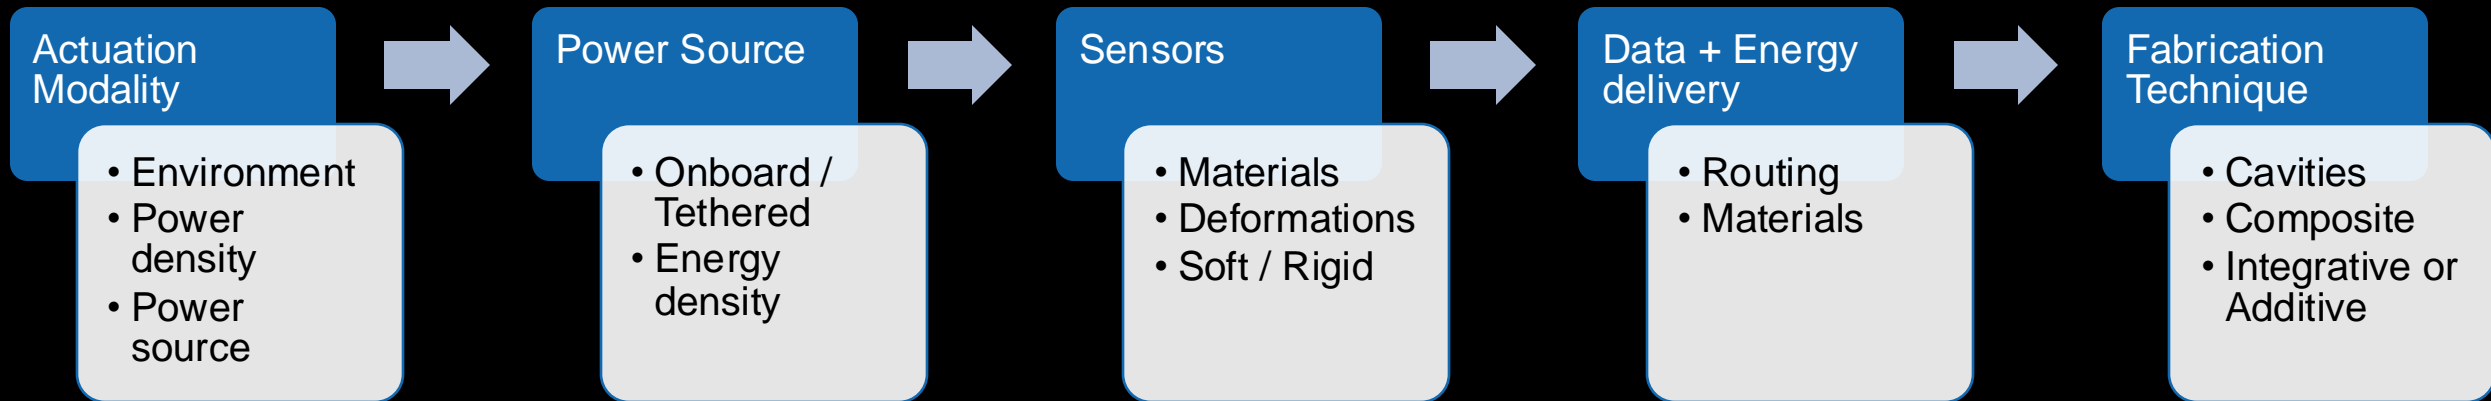 Actuation
Modality
• Environment
• Power
density
• Power
source
Power Source
• Onboard /
Tethered
• Energy
density
Sensors
• Materials
• Deformations
• Soft / Rigid
Data + Energy
delivery
• Routing
• Materials
Fabrication
Technique
• Cavities
• Composite
• Integrative or
Additive